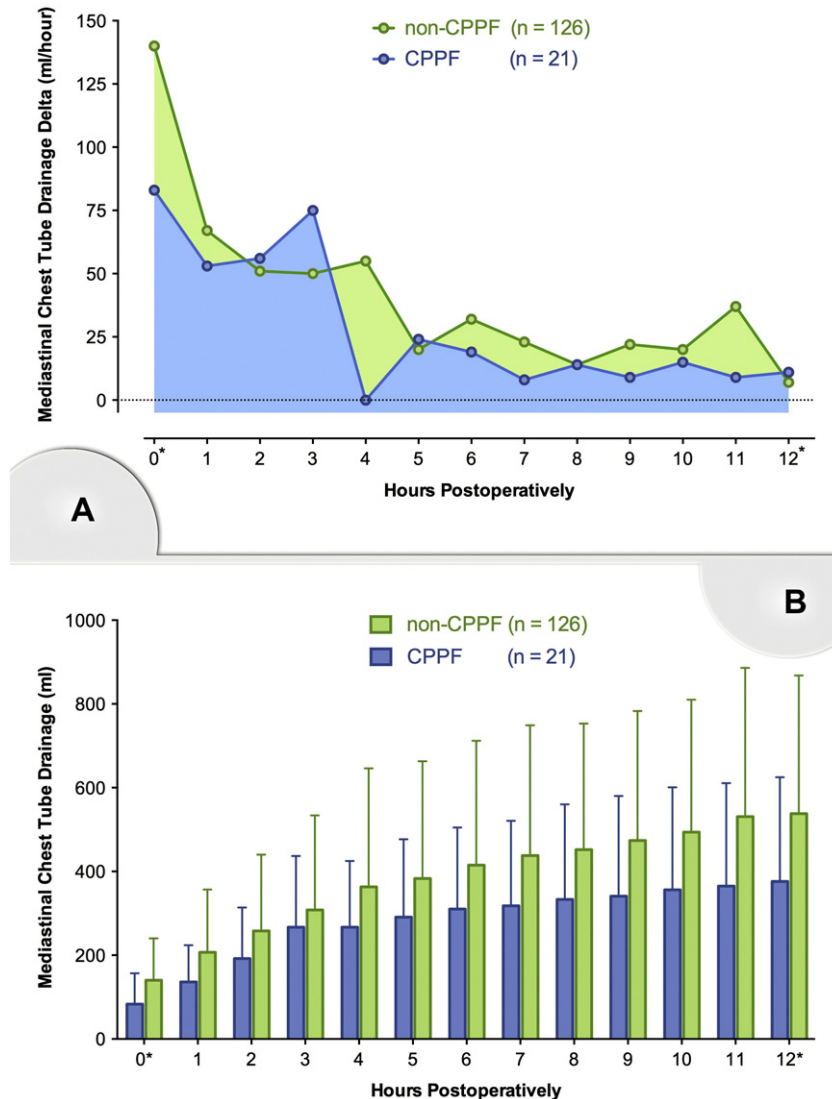 Mediastinal Chest Tube Drainage Delta (ml/hour)
150
125
100
75
50
25
0
non-CPPF (n = 126)
CPPF (n = 21)
0* 1 2 3 4 5 6 7 8 9 10 11 12*
Hours Postoperatively
A
B
Mediastinal Chest Tube Drainage (ml)
1000
800
600
400
200
0
non-CPPF (n = 126)
CPPF (n = 21)
0* 1 2 3 4 5 6 7 8 9 10 11 12*
Hours Postoperatively